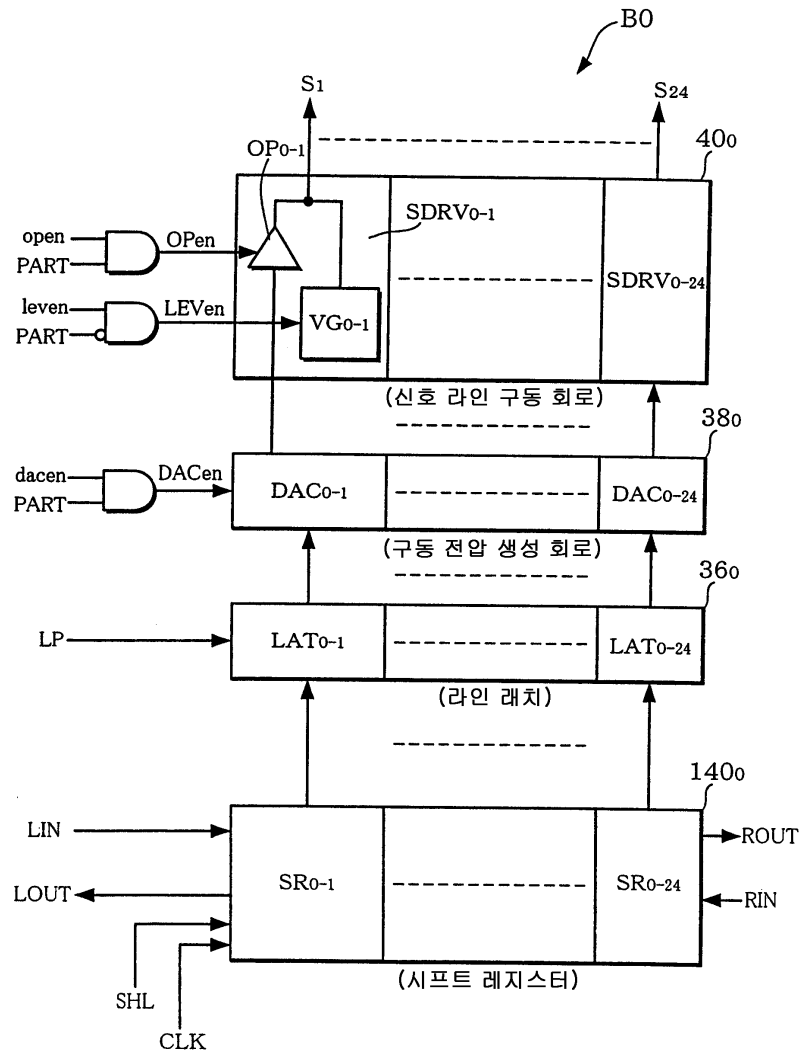 B0
S1
S24
OP0-1
400
SDRV0-1
open
PART
OPen
SDRV0-24
leven
PART
LEVen
VG0-1
(신호 라인 구동 회로)
380
dacen
PART
DACen
DAC0-1
DAC0-24
(구동 전압 생성 회로)
360
LP
LAT0-1
LAT0-24
(라인 래치)
1400
LIN
ROUT
SR0-1
SR0-24
LOUT
RIN
(시프트 레지스터)
SHL
CLK